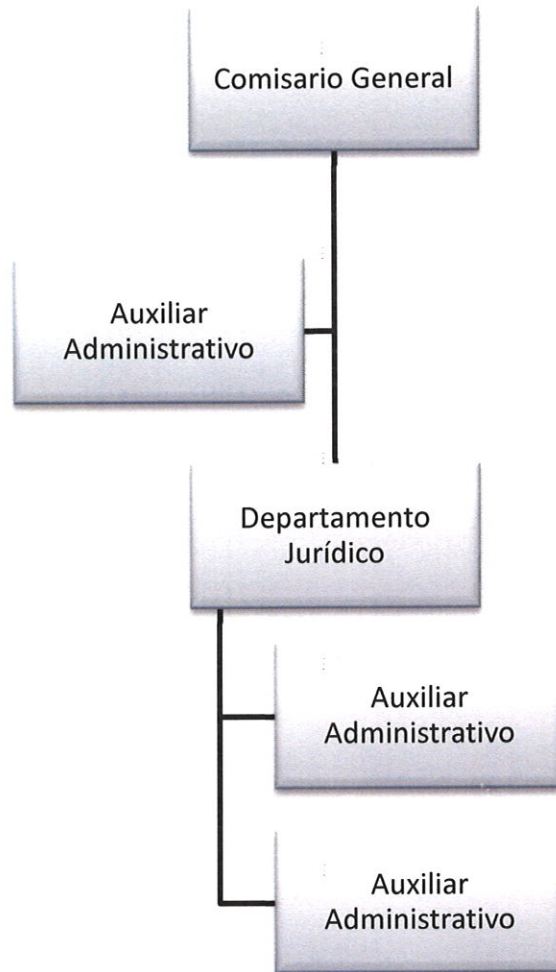 Comisario General
Auxiliar
Administrativo
Departamento
Jurídico
Auxiliar
Administrativo
Auxiliar
Administrativo